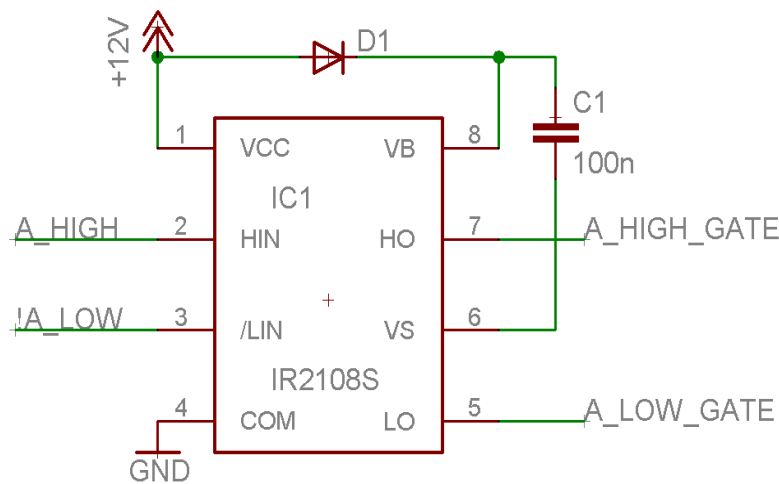 +12V
D1
C1
100n
1 VCC VB 8
IC1
A_HIGH 2 HIN HO 7 A_HIGH_GATE
!A_LOW 3 /LIN VS 6
IR2108S
4 COM LO 5 A_LOW_GATE
GND